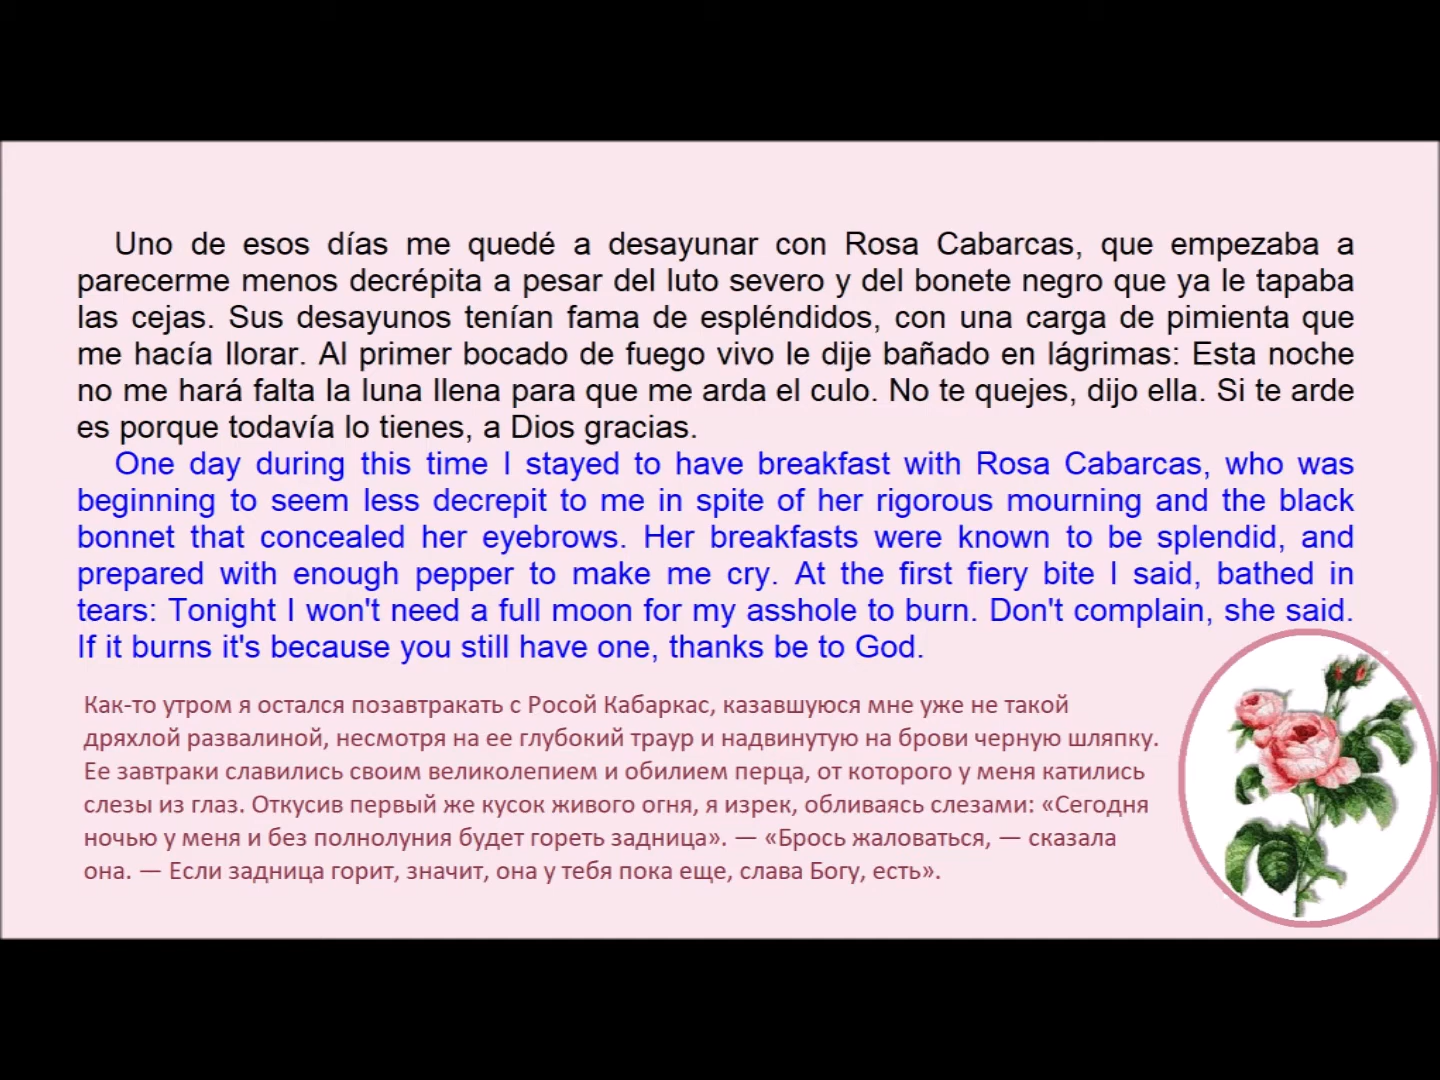 Uno de esos días me quedé a desayunar con Rosa Cabarcas, que empezaba a
parecerme menos decrépita a pesar del luto severo y del bonete negro que ya le tapaba
las cejas. Sus desayunos tenían fama de espléndidos, con una carga de pimienta que
me hacía llorar. Al primer bocado de fuego vivo le dije bañado en lágrimas: Esta noche
no me hará falta la luna llena para que me arda el culo. No te quejes, dijo ella. Si te arde
es porque todavía lo tienes, a Dios gracias.
One day during this time I stayed to have breakfast with Rosa Cabarcas, who was
beginning to seem less decrepit to me in spite of her rigorous mourning and the black
bonnet that concealed her eyebrows. Her breakfasts were known to be splendid, and
prepared with enough pepper to make me cry. At the first fiery bite I said, bathed in
tears: Tonight I won't need a full moon for my asshole to burn. Don't complain, she said.
If it burns it's because you still have one, thanks be to God.
Как-то утром я остался позавтракать с Росой Кабаркас, казавшуюся мне уже не такой
дряхлой развалиной, несмотря на ее глубокий траур и надвинутую на брови черную шляпку.
Ее завтраки славились своим великолепием и обилием перца, от которого у меня катились
слезы из глаз. Откусив первый же кусок живого огня, я изрек, обливаясь слезами: «Сегодня
ночью у меня и без полнолуния будет гореть задница». — «Брось жаловаться, — сказала
она. — Если задница горит, значит, она у тебя пока еще, слава Богу, есть».